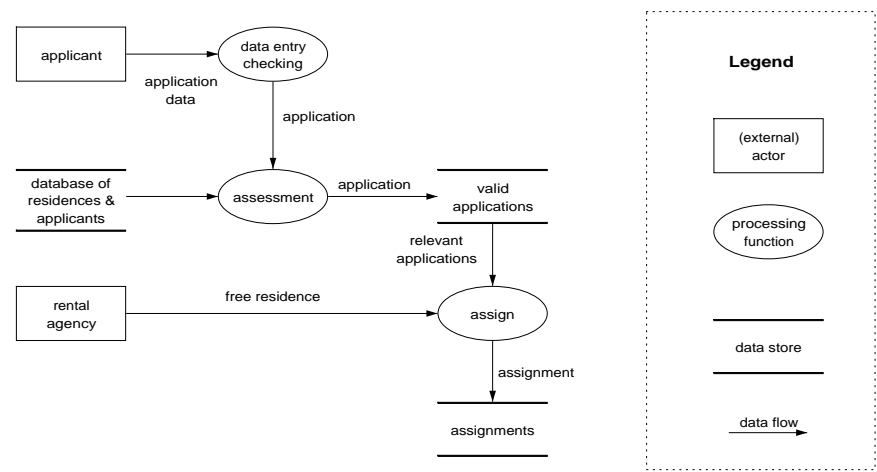 applicant
data entry
checking
application
data
application
database of
residences &
applicants
assessment
application
valid
applications
relevant
applications
rental
agency
free residence
assign
assignment
assignments
Legend
(external)
actor
processing
function
data store
data flow